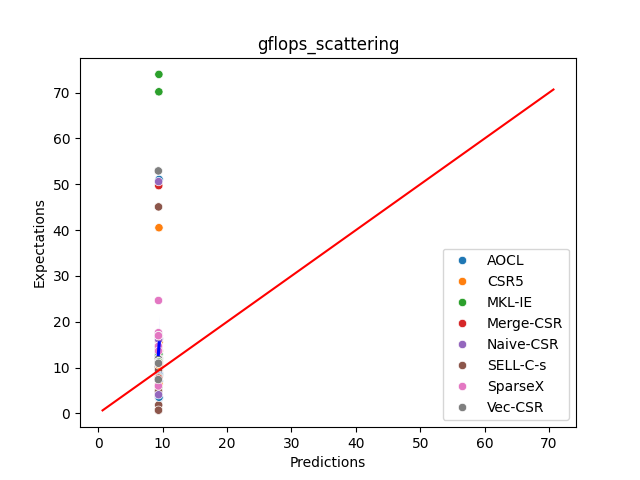 gflops_scattering
Expectations
70
60
50
40
30
20
10
0
AOCL
CSR5
MKL-IE
Merge-CSR
Naive-CSR
SELL-C-s
SparseX
Vec-CSR
0 10 20 30 40 50 60 70
Predictions